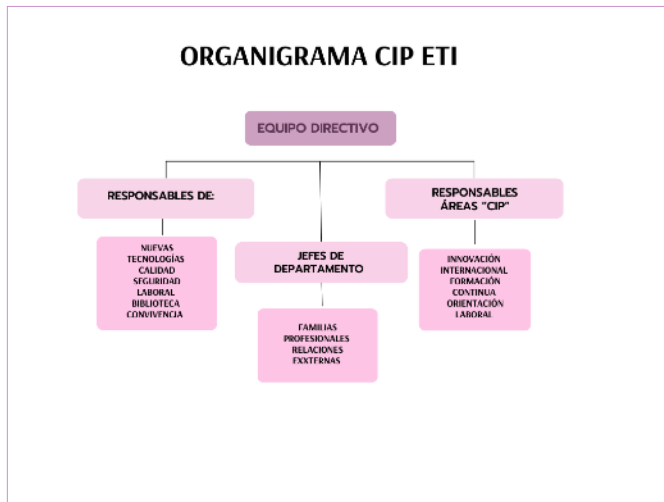 ORGANIGRAMA CIP ETI
EQUIPO DIRECTIVO
RESPONSABLES DE:
NUEVAS
TECNOLOGÍAS
CALIDAD
SEGURIDAD
LABORAL
BIBLIOTECA
CONVIVENCIA
JEFES DE
DEPARTAMENTO
FAMILIAS
PROFESIONALES
RELACIONES
EXXTERNAS
RESPONSABLES
ÁREAS "CIP"
INNOVACIÓN
INTERNACIONAL
FORMACIÓN
CONTINUA
ORIENTACIÓN
LABORAL